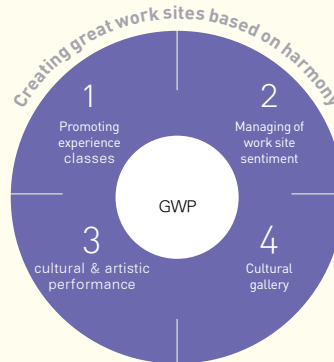 Creating great work sites based on harmony
1
Promoting
experience
classes
2
Managing of
work site
sentiment
GWP
3
cultural & artistic
performance
4
Cultural
gallery